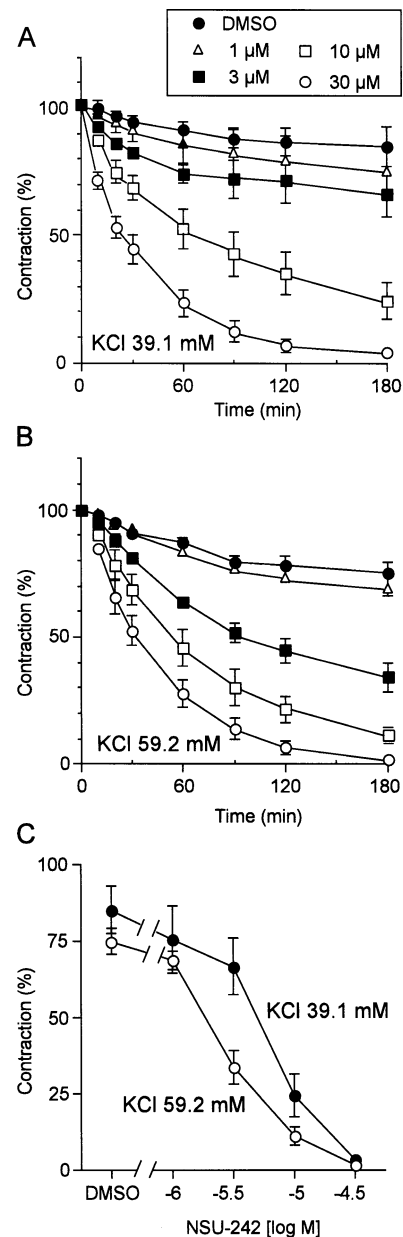 A
DMSO
1 µM
10 µM
3 µM
30 µM
Contraction (%)
100
50
0
KCl 39.1 mM
0 60 120 180
Time (min)
B
Contraction (%)
100
50
0
KCl 59.2 mM
0 60 120 180
Time (min)
C
Contraction (%)
100
75
50
25
0
KCl 39.1 mM
KCl 59.2 mM
DMSO -6 -5.5 -5 -4.5
NSU-242 [log M]